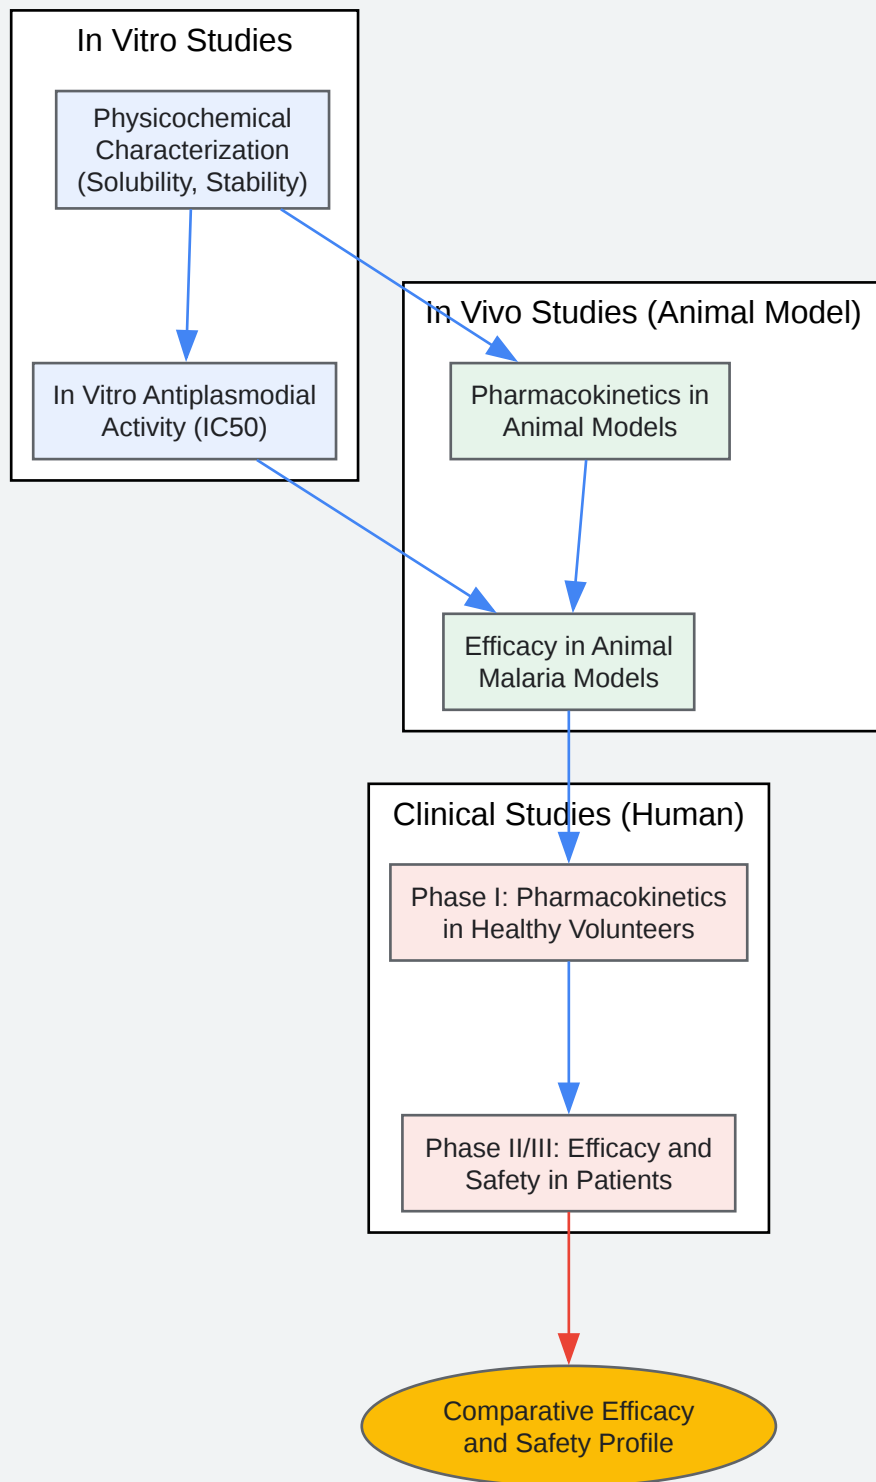 In Vitro Studies
Physicochemical
Characterization
(Solubility, Stability)
In Vitro Antiplasmodial
Activity (IC50)
In Vivo Studies (Animal Model)
Pharmacokinetics in
Animal Models
Efficacy in Animal
Malaria Models
Clinical Studies (Human)
Phase I: Pharmacokinetics
in Healthy Volunteers
Phase II/III: Efficacy and
Safety in Patients
Comparative Efficacy
and Safety Profile